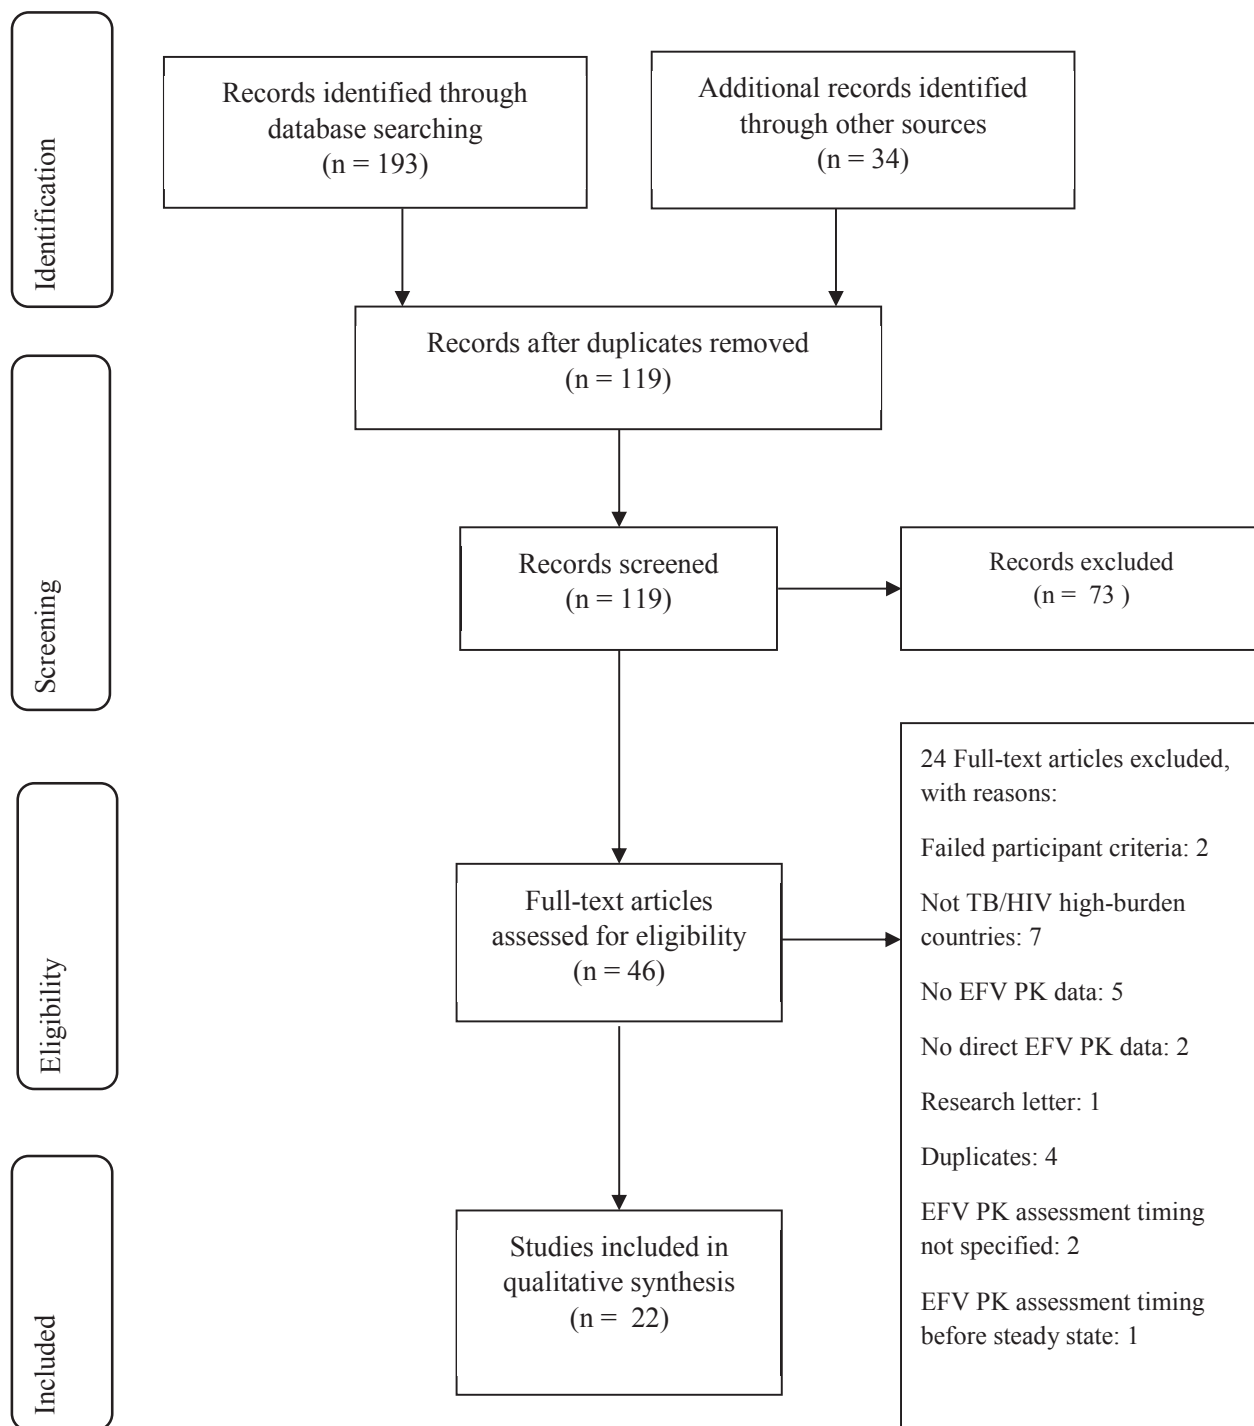 Identification
Records identified through
database searching
(n = 193)
Additional records identified
through other sources
(n = 34)
Records after duplicates removed
(n = 119)
Screening
Records screened
(n = 119)
Records excluded
(n = 73 )
Eligibility
Full-text articles
assessed for eligibility
(n = 46)
24 Full-text articles excluded,
with reasons:
Failed participant criteria: 2
Not TB/HIV high-burden
countries: 7
No EFV PK data: 5
No direct EFV PK data: 2
Research letter: 1
Duplicates: 4
EFV PK assessment timing
not specified: 2
EFV PK assessment timing
before steady state: 1
Included
Studies included in
qualitative synthesis
(n = 22)